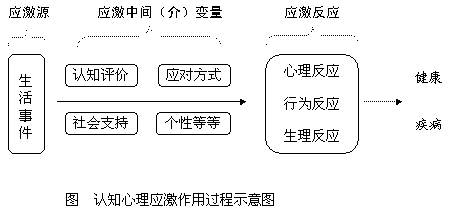 应激源 应激中间（介）变量 应激反应
生活事件
认知评价 应对方式
社会支持 个性等等
心理反应
行为反应
生理反应
健康
疾病
图 认知心理应激作用过程示意图